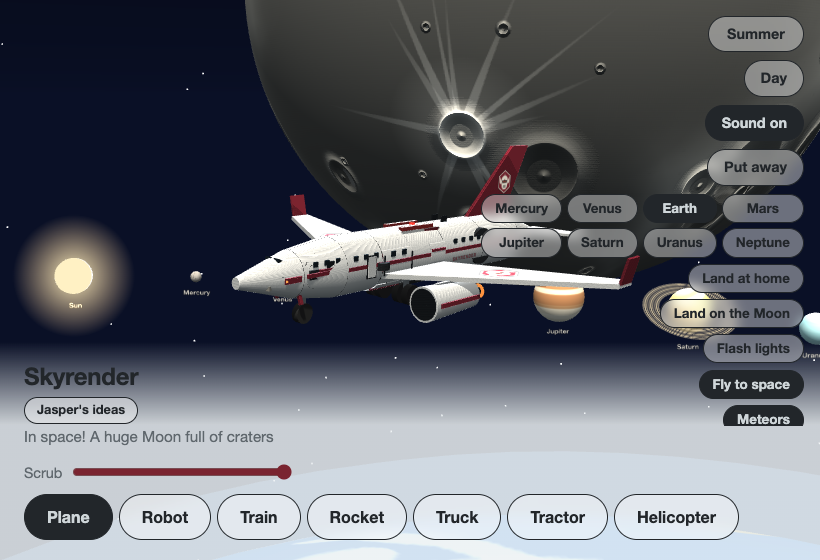 Summer
Day
Sound on
Put away
Mercury Venus Earth Mars
Jupiter Saturn Uranus Neptune
Land at home
Land on the Moon
Flash lights
Fly to space
Meteors
Sun
Mercury
Venus
Jupiter
Saturn
Skyrender
Jasper's ideas
In space! A huge Moon full of craters
Scrub
Plane Robot Train Rocket Truck Tractor Helicopter